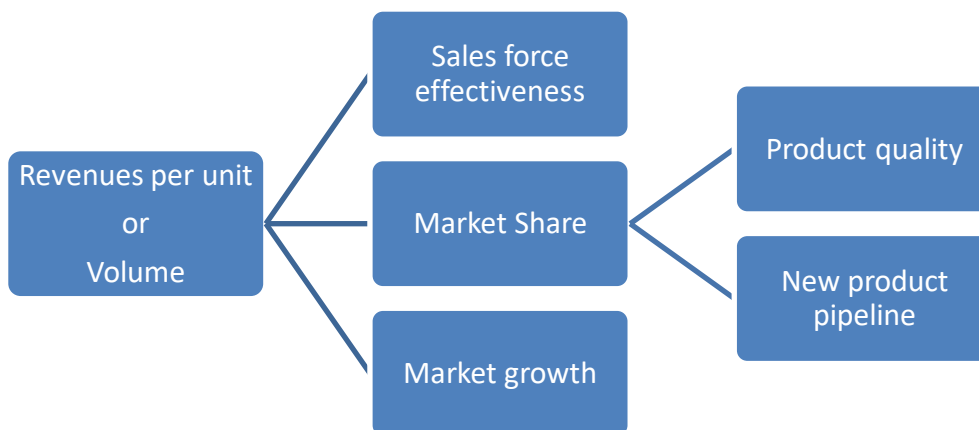 Revenues per unit
or
Volume
Sales force
effectiveness
Market Share
Market growth
Product quality
New product
pipeline